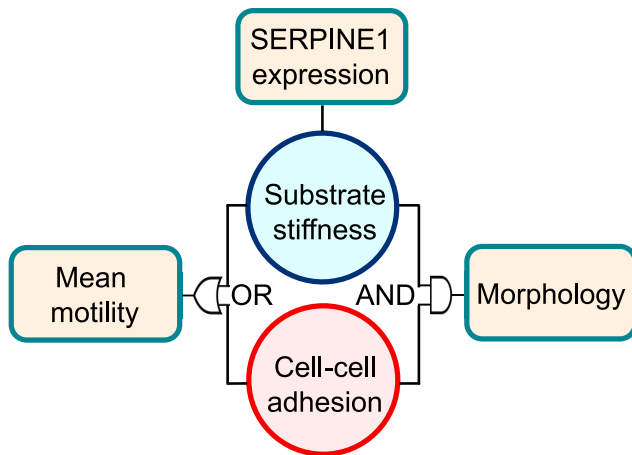 SERPINE1
expression
Substrate
stiffness
Mean
motility
OR
AND
Morphology
Cell-cell
adhesion